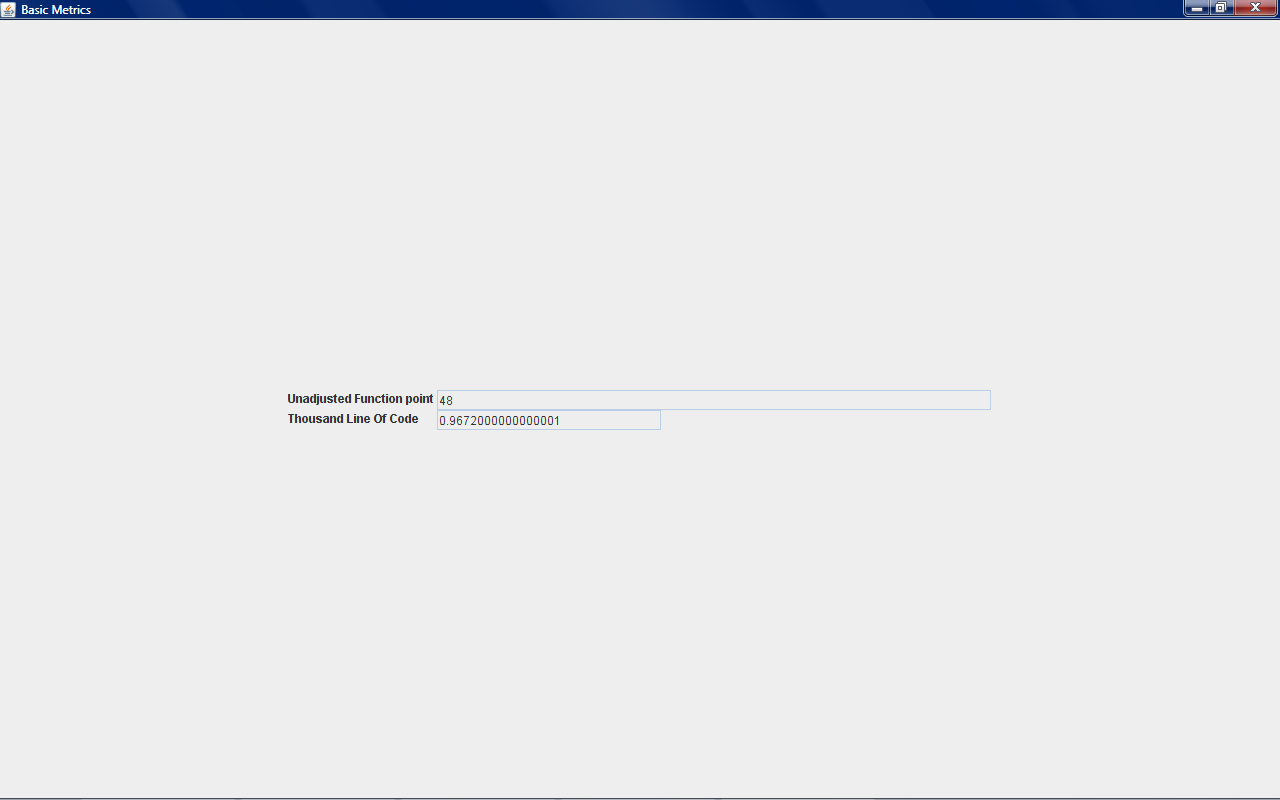 Basic Metrics
Unadjusted Function point 48
Thousand Line Of Code 0.9672000000000001